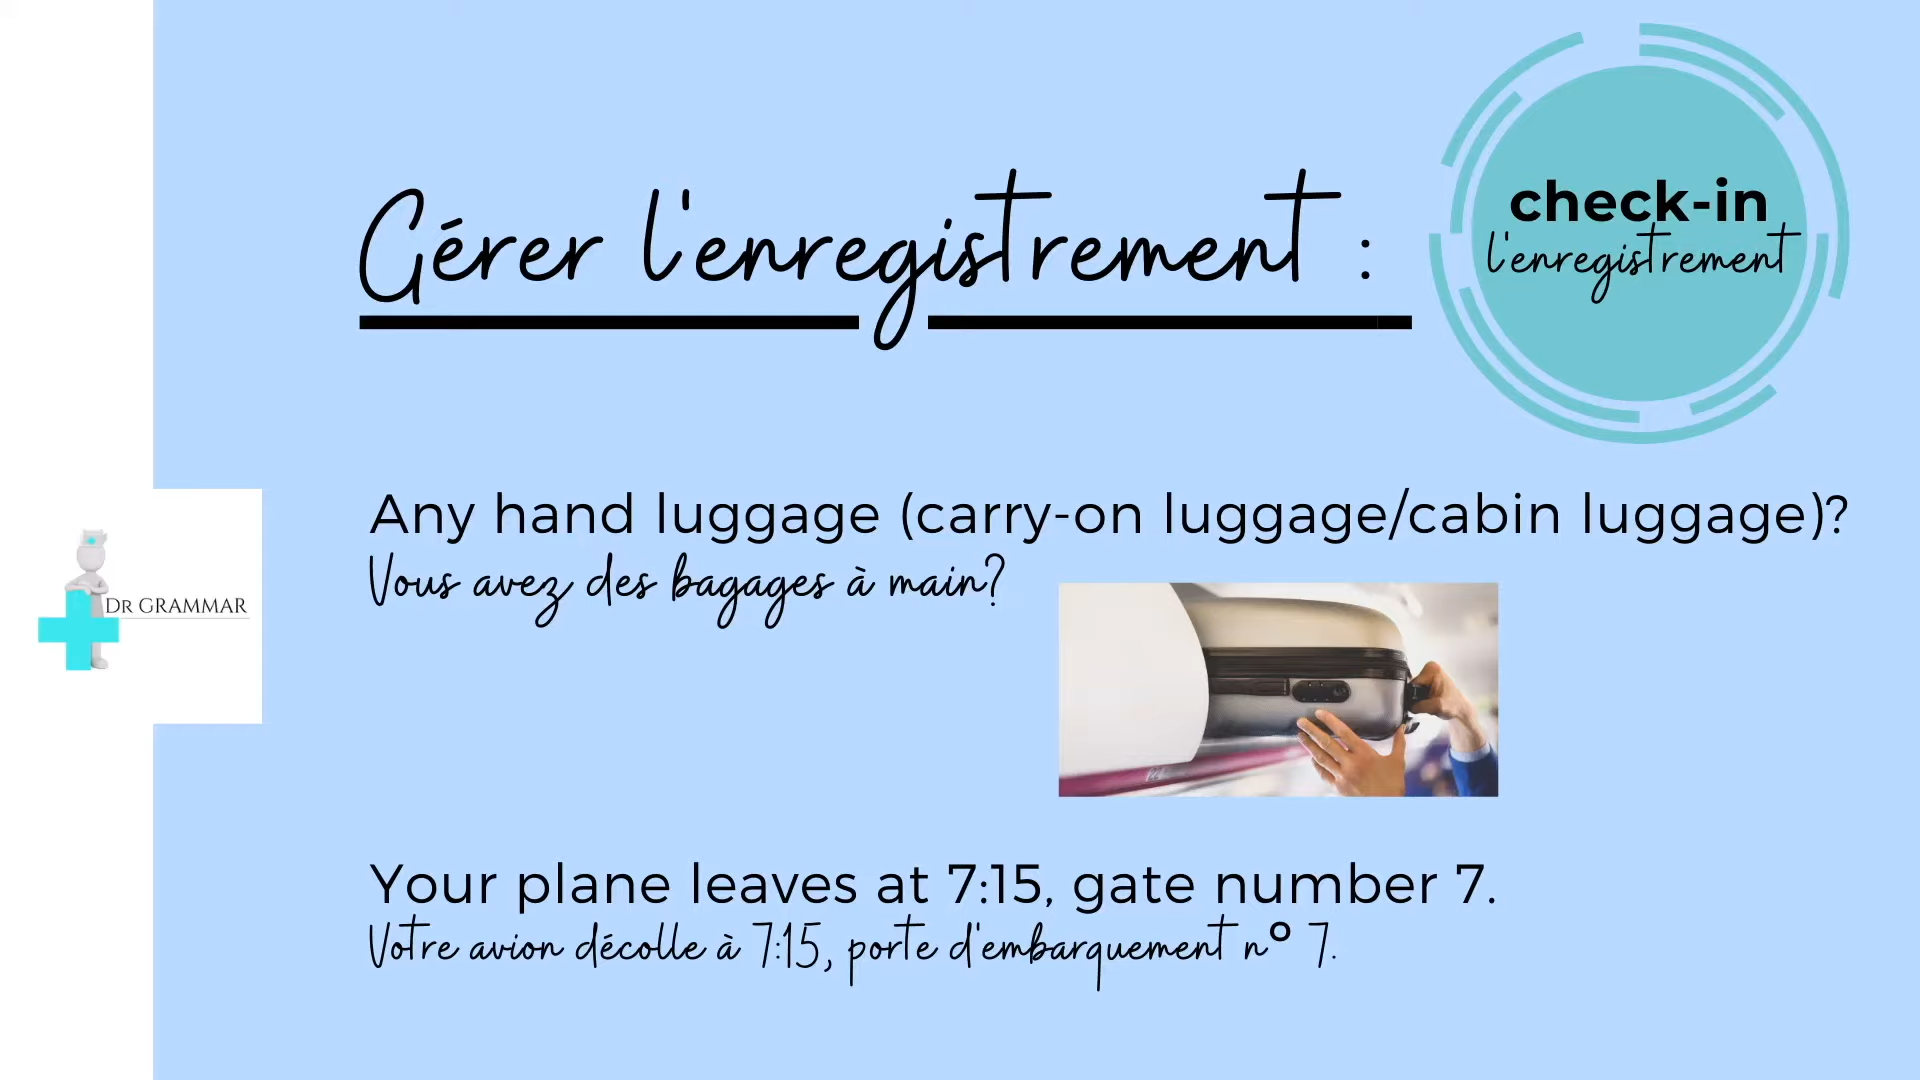 Gérer l'enregistrement :
check-in
l'enregistrement
Any hand luggage (carry-on luggage/cabin luggage)?
Vous avez des bagages à main?
DR GRAMMAR
Your plane leaves at 7:15, gate number 7.
Votre avion décolle à 7:15, porte d'embarquement nº 7.